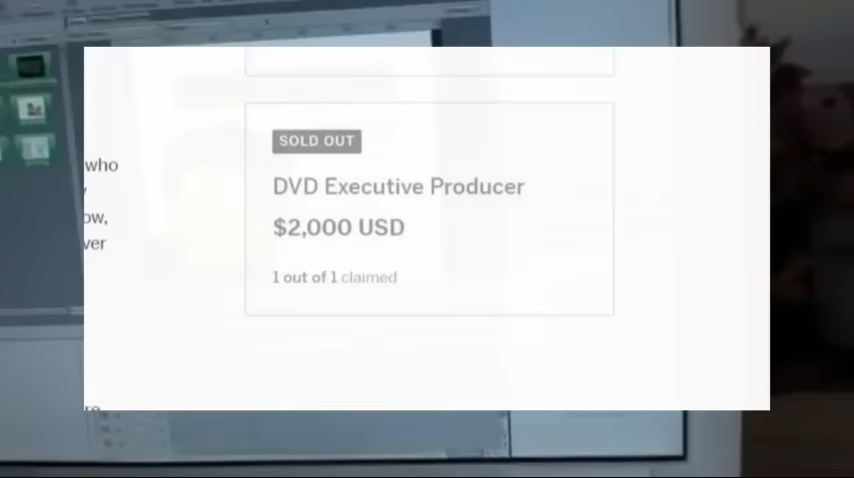 who
ow,
ver
SOLD OUT
DVD Executive Producer
$2,000 USD
1 out of 1 claimed